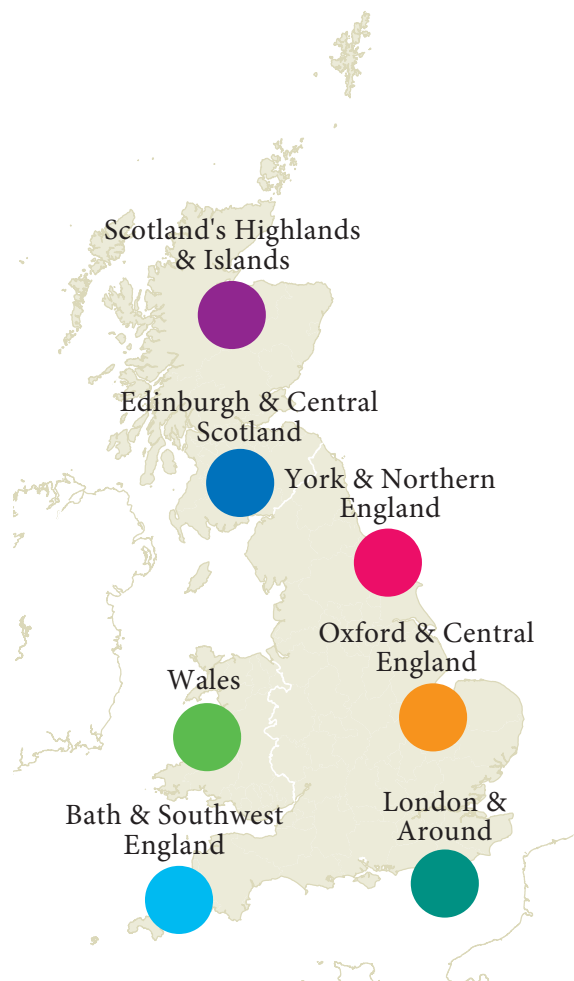 Scotland's Highlands
& Islands
Edinburgh & Central
Scotland
York & Northern
England
Oxford & Central
England
Wales
London &
Around
Bath & Southwest
England